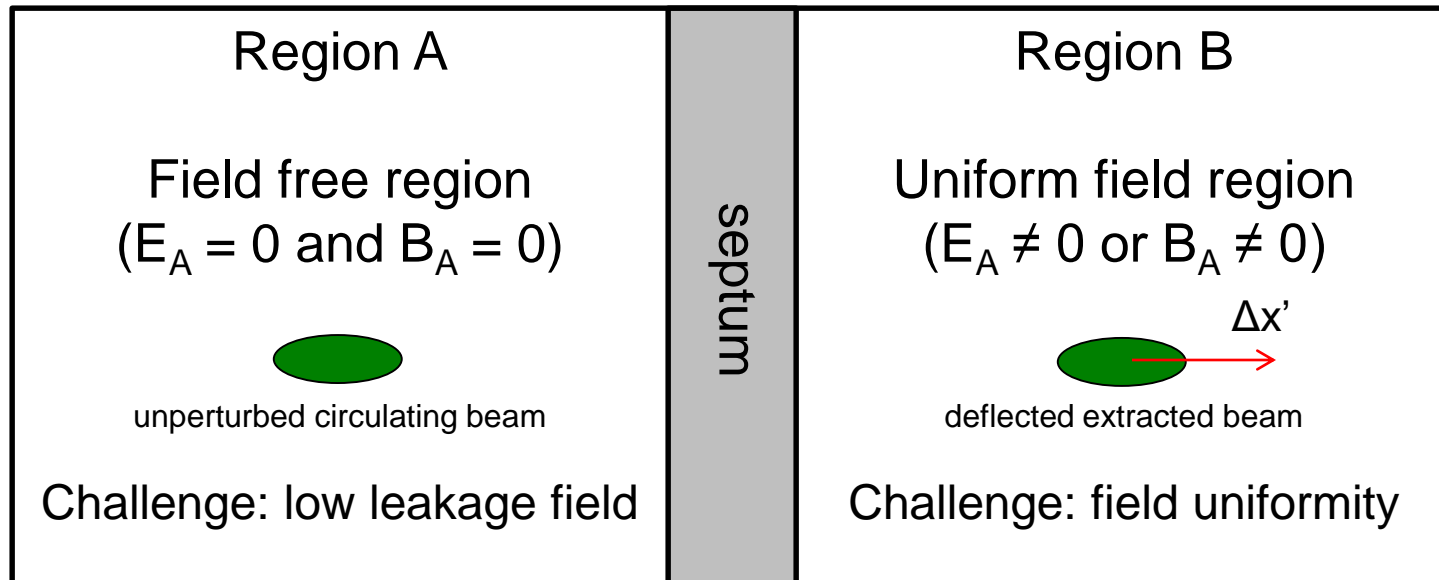 Region A
Field free region
(E_A = 0 and B_A = 0)
unperturbed circulating beam
Challenge: low leakage field
septum
Region B
Uniform field region
(E_A ≠ 0 or B_A ≠ 0)
Δx’
deflected extracted beam
Challenge: field uniformity